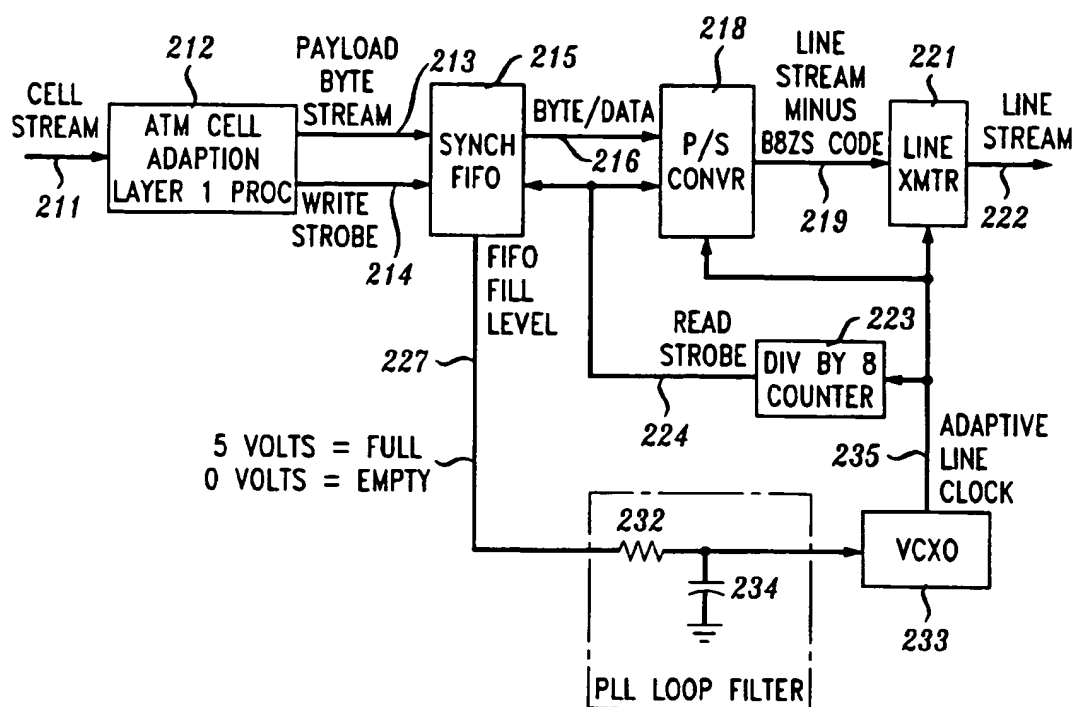 212
PAYLOAD
BYTE
STREAM
213
215
218
LINE
STREAM
MINUS
B8ZS CODE
221
CELL
STREAM
211
ATM CELL
ADAPTION
LAYER 1 PROC
WRITE
STROBE
214
SYNCH
FIFO
BYTE/DATA
216
P/S
CONVR
219
LINE
XMTR
LINE
STREAM
222
FIFO
FILL
LEVEL
227
READ
STROBE
224
223
DIV BY 8
COUNTER
5 VOLTS = FULL
0 VOLTS = EMPTY
235
ADAPTIVE
LINE
CLOCK
232
234
VCXO
233
PLL LOOP FILTER